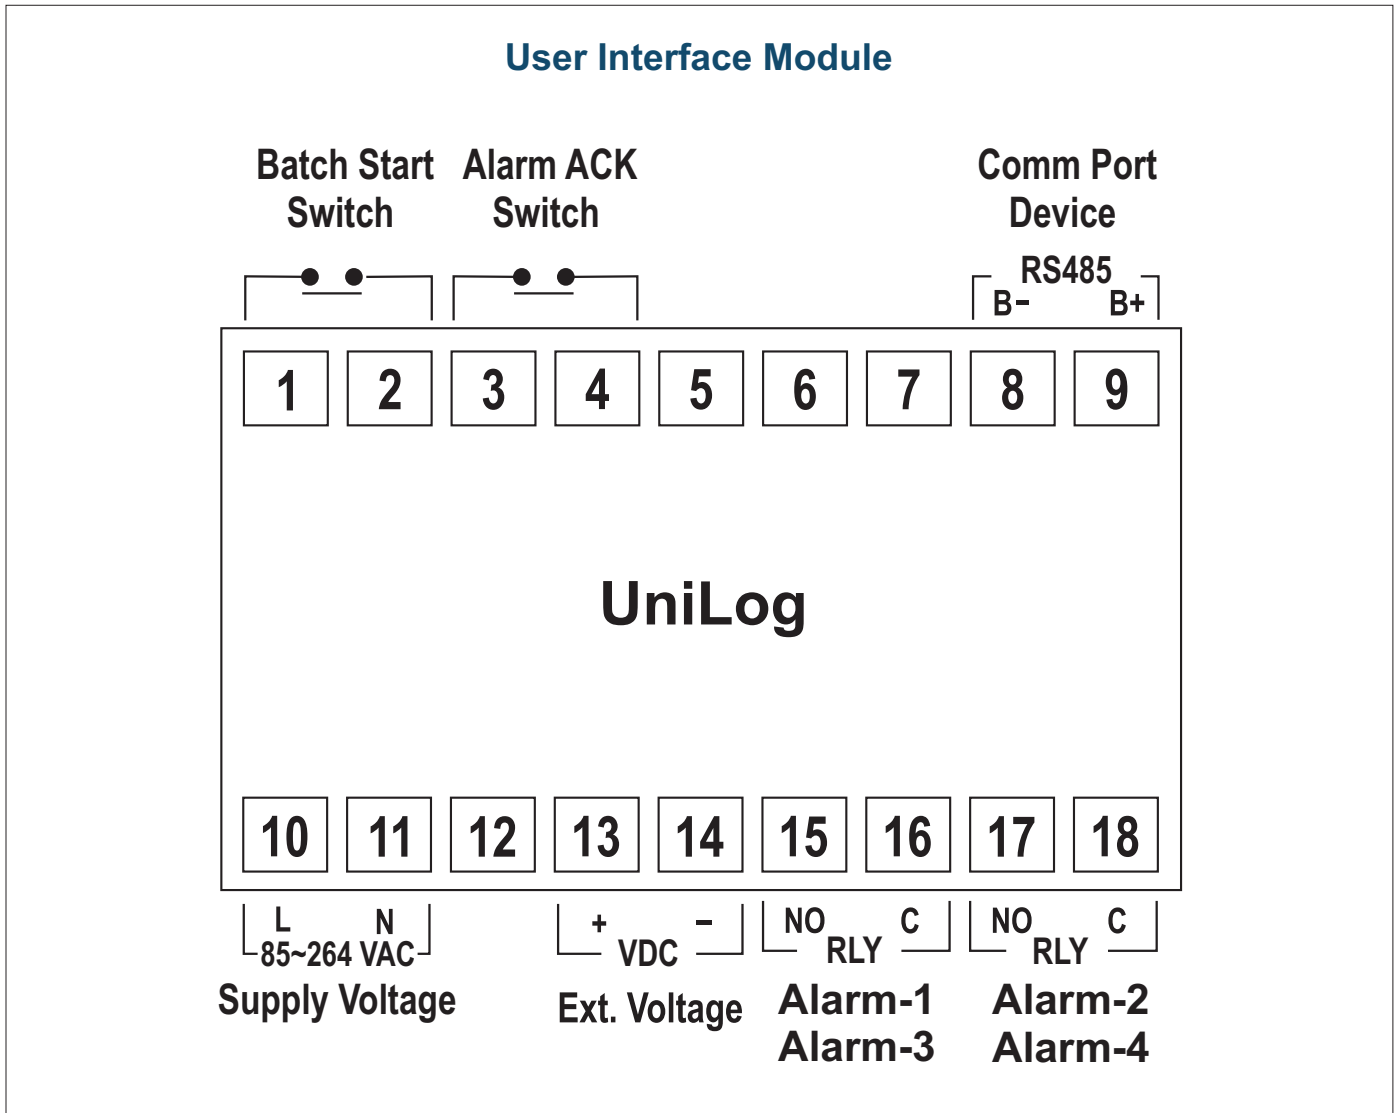 User Interface Module
Batch Start Alarm ACK Comm Port
Switch Switch Device
RS485
B- B+
1 2 3 4 5 6 7 8 9
UniLog
10 11 12 13 14 15 16 17 18
L N + - NO C NO C
85~264 VAC VDC RLY RLY
Supply Voltage Ext. Voltage Alarm-1 Alarm-2
Alarm-3 Alarm-4